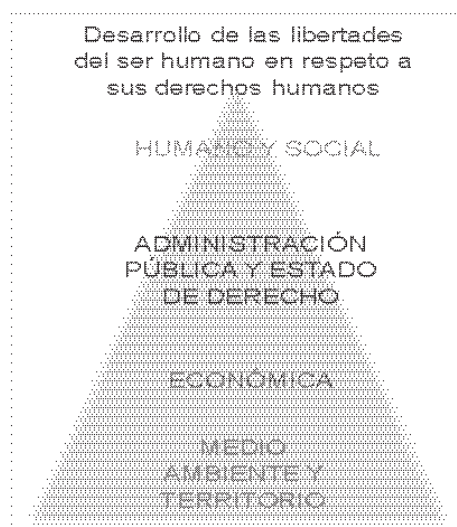 Desarrollo de las libertades
del ser humano en respeto a
sus derechos humanos
HUMANO Y SOCIAL
ADMINISTRACIÓN
PÚBLICA Y ESTADO
DE DERECHO
ECONÓMICA
MEDIO
AMBIENTE Y
TERRITORIO